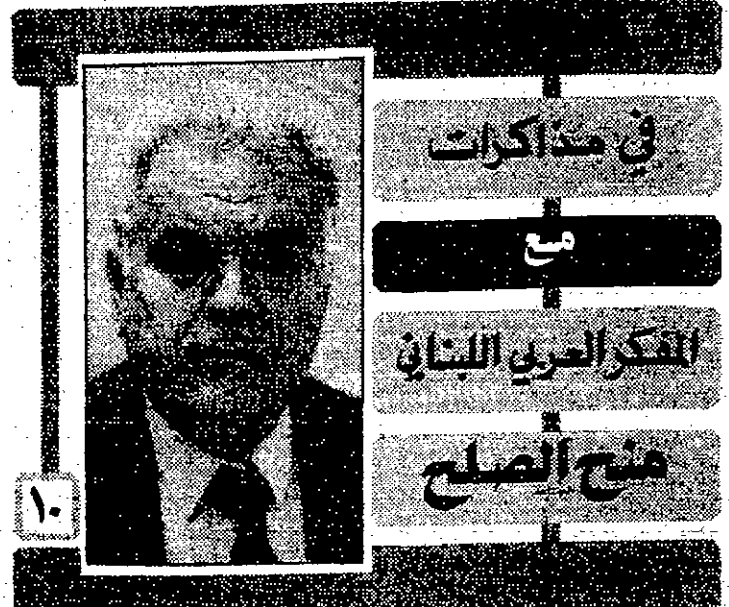 في مذاكرات
مع
المفكر العربي اللبناني
منح الصلح
١٠